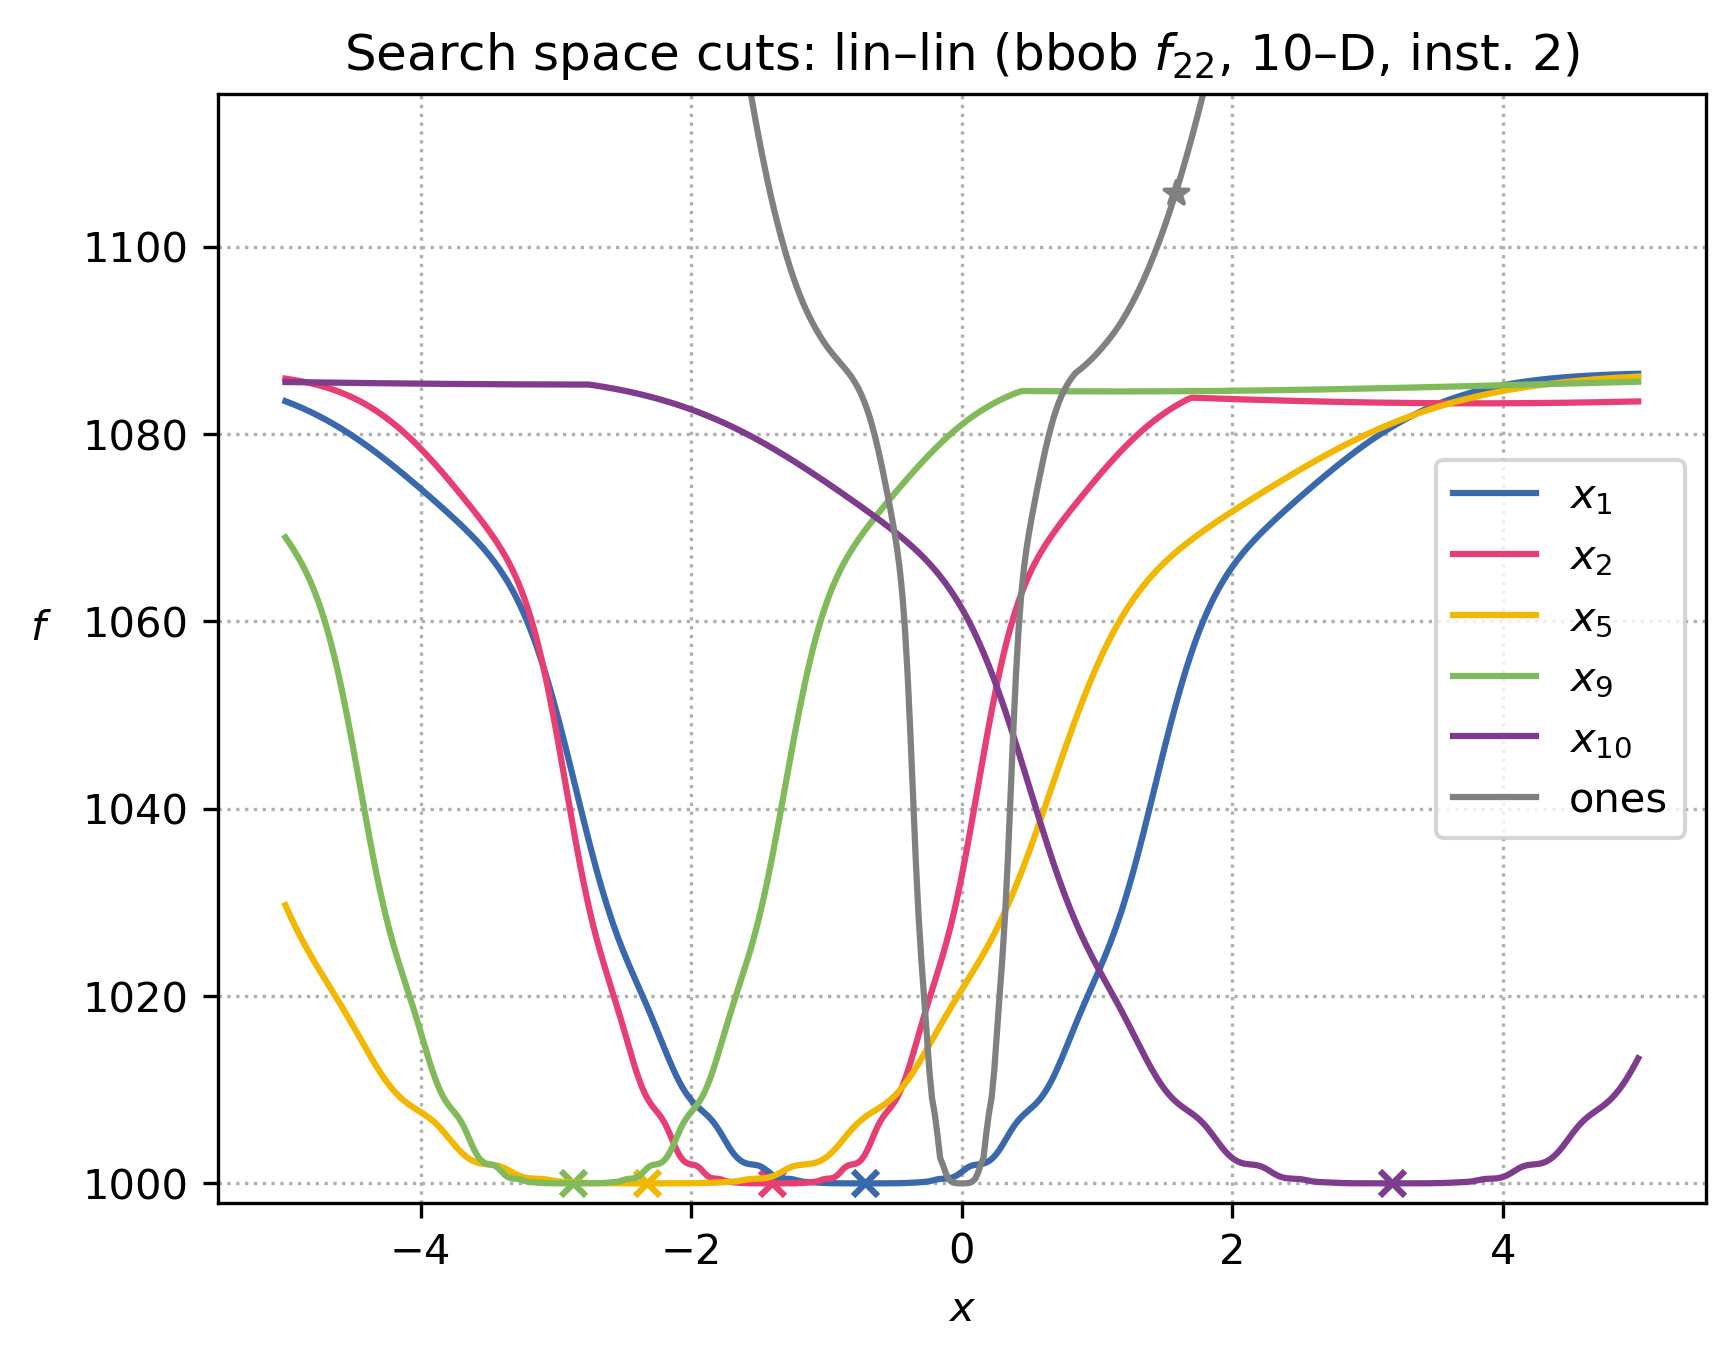 Search space cuts: lin–lin (bbob f₂₂, 10–D, inst. 2)
1100
1080
1060
1040
1020
1000
f
x₁
x₂
x₅
x₉
x₁₀
ones
−4 −2 0 2 4
x